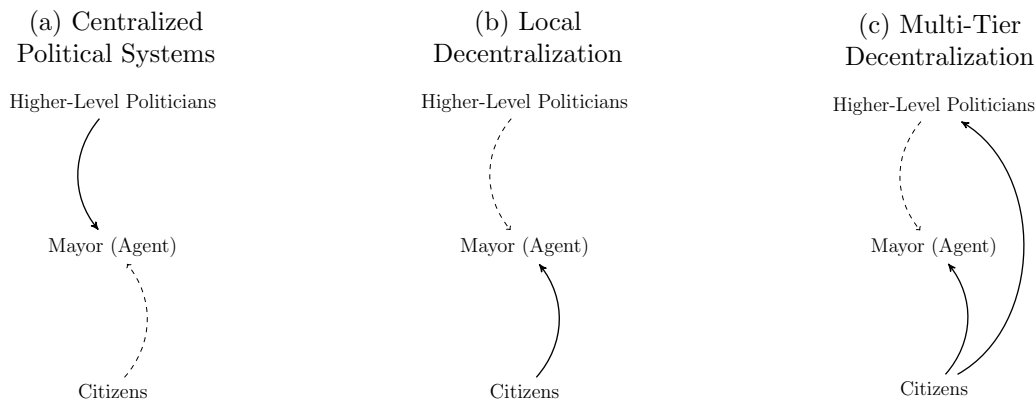 (a) Centralized
Political Systems
Higher-Level Politicians
Mayor (Agent)
Citizens
(b) Local
Decentralization
Higher-Level Politicians
Mayor (Agent)
Citizens
(c) Multi-Tier
Decentralization
Higher-Level Politicians
Mayor (Agent)
Citizens